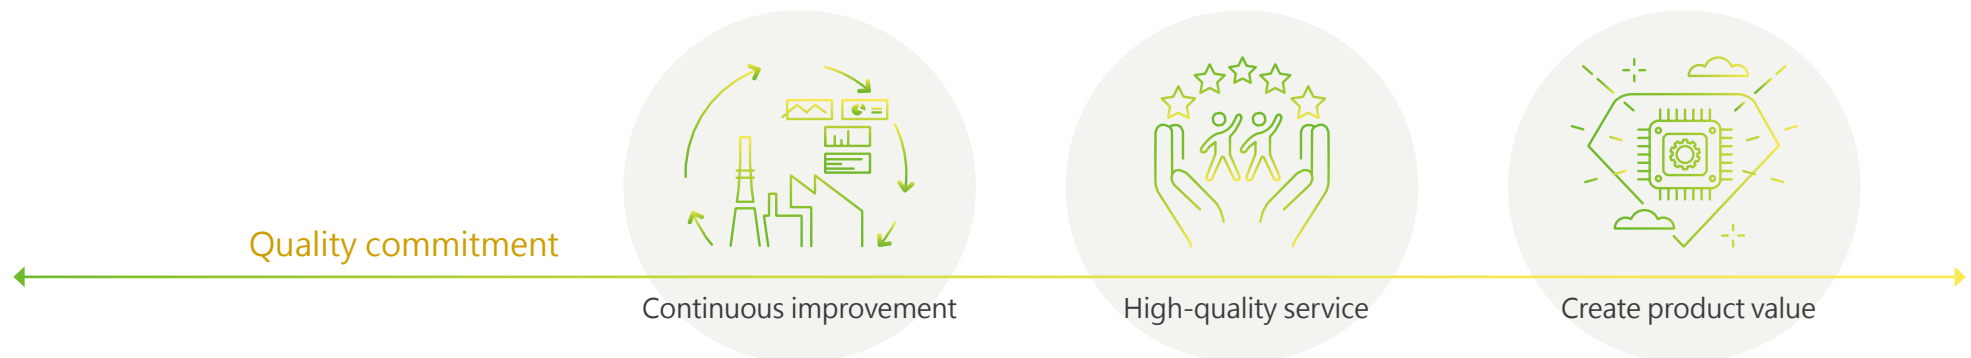 Quality commitment
Continuous improvement
High-quality service
Create product value